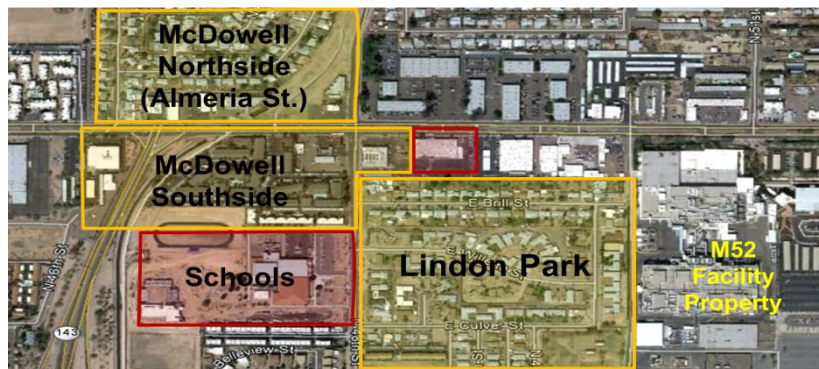 McDowell
Northside
(Almeria St.)
N 51st
McDowell
Southside
E Brill St
N 46th St
Schools
Lindon Park
M52
Facility
Property
E Culver St
143
Belleview St